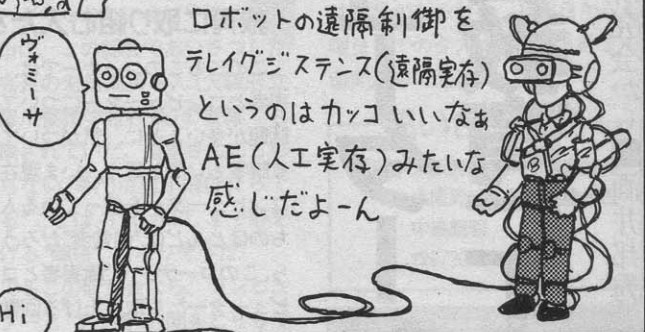 ロボットの遠隔制御を
テレイグジステンス(遠隔実存)
というのはカッコいいなぁ
AE(人工実存)みたいな
感じだよーん
ヴォミーサ
Hi